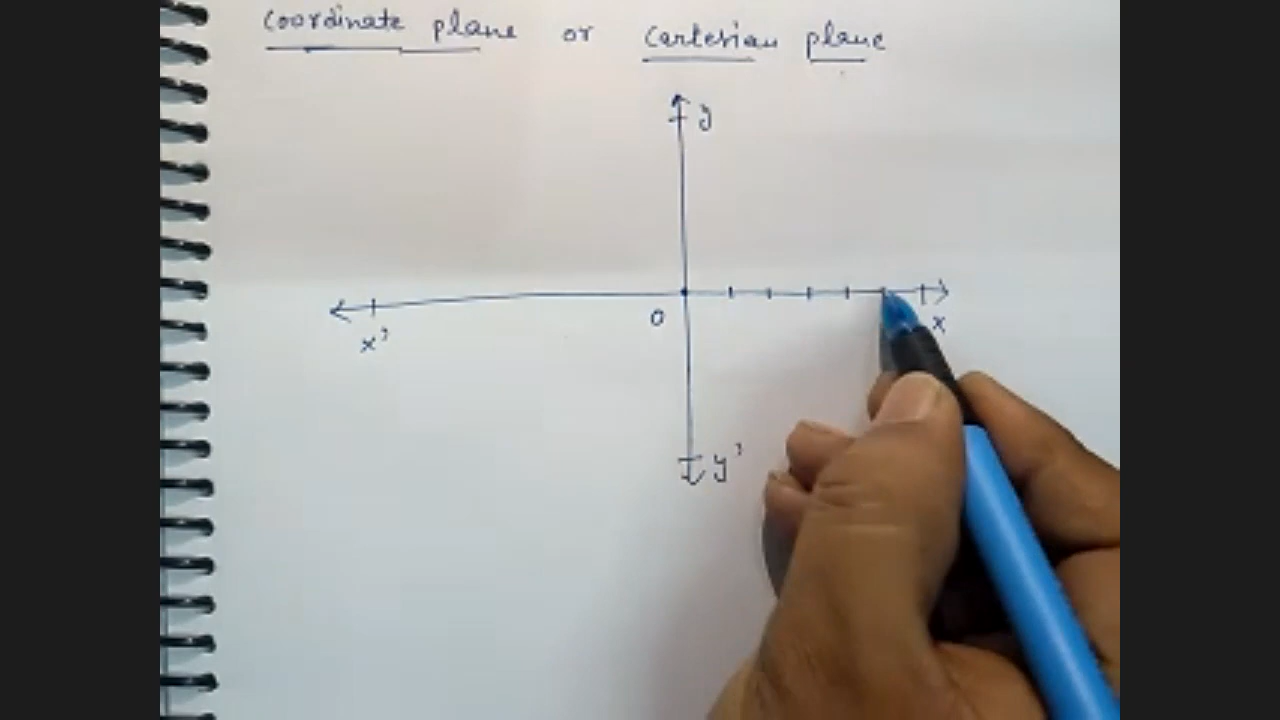 Coordinate plane or Cartesian plane
y
O
x
x'
y'